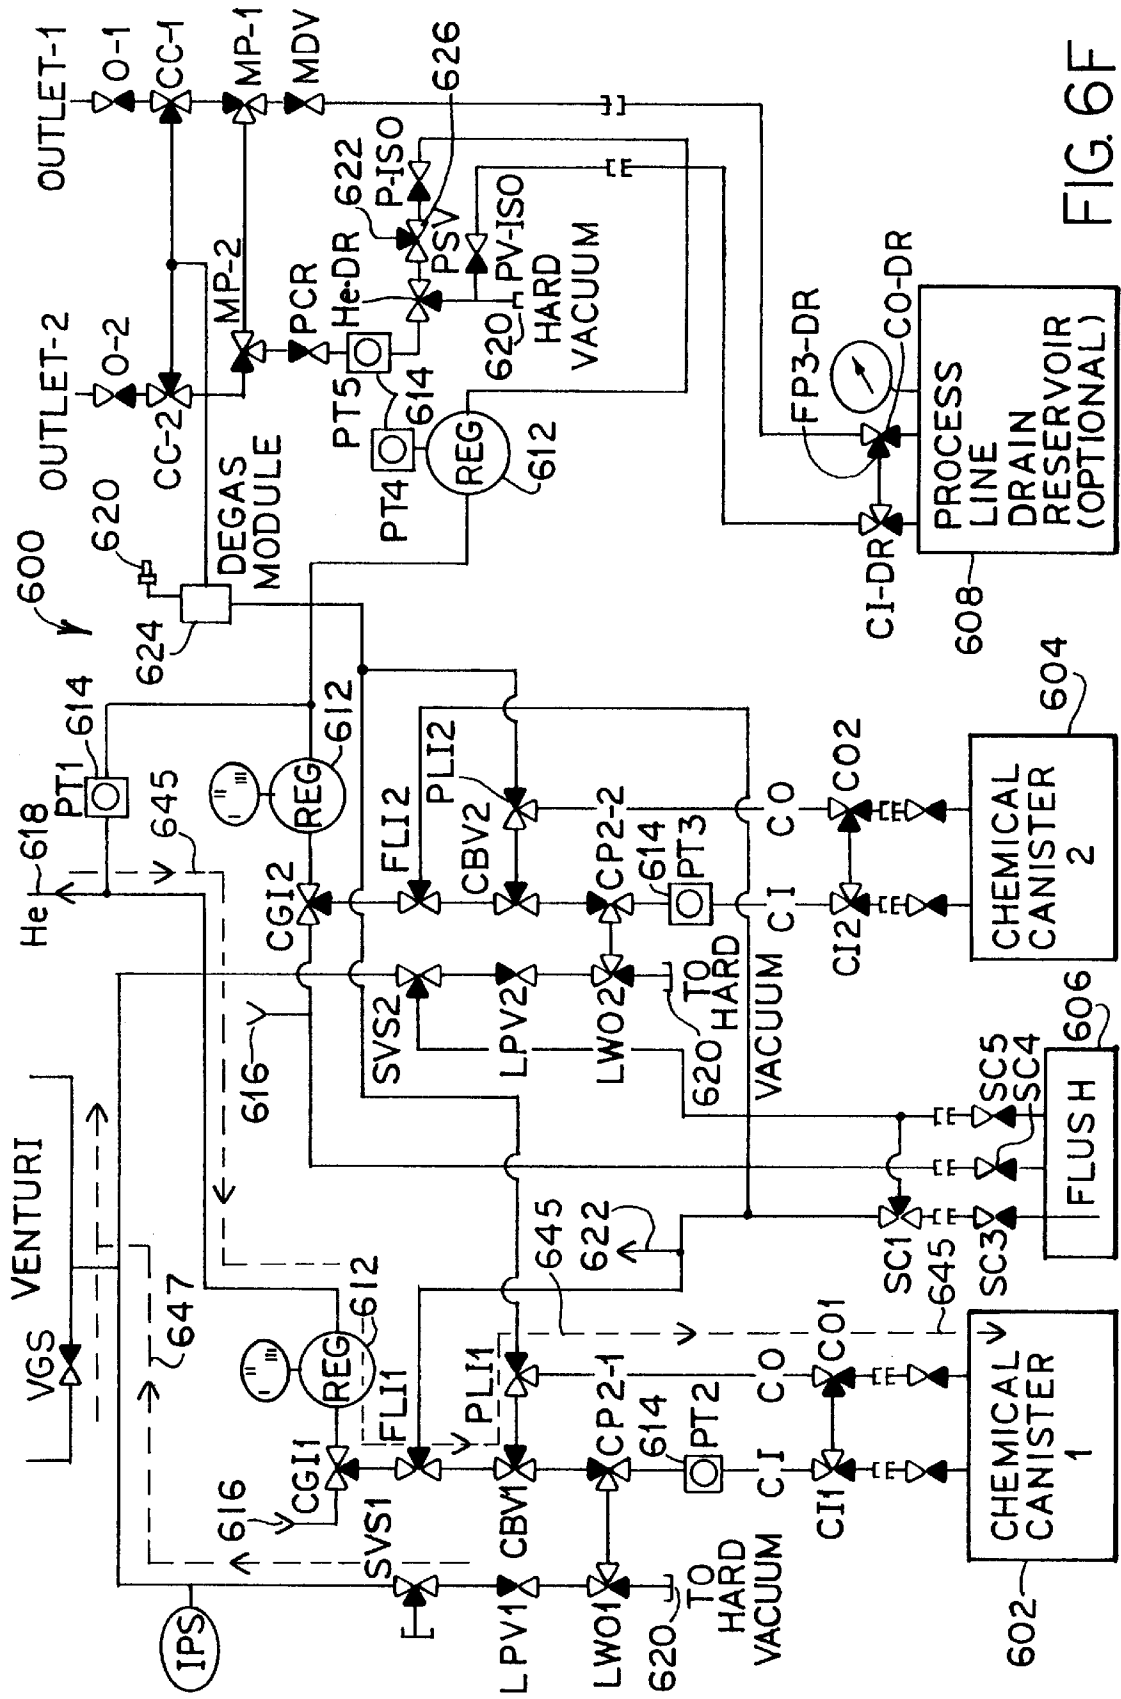 OUTLET-1
O-1
CC-1
MP-1
MDV
OUTLET-2
O-2
CC-2
MP-2
PCR
He-DR
622
P-ISO
626
PSV
PV-ISO
620
HARD
VACUUM
PT5
614
PT4
REG
612
600
620
624
DEGAS
MODULE
FP3-DR
CO-DR
CI-DR
PROCESS
LINE
DRAIN
RESERVOIR
(OPTIONAL)
608
FIG. 6F
He
618
PT1
614
645
I
II
III
REG
612
CGI2
FLI2
PLI2
CBV2
CP2-2
614
PT3
CI
CO
CI2
CO2
CHEMICAL
CANISTER
2
604
616
SVS2
LPV2
LWO2
620
TO
HARD
VACUUM
VGS VENTURI
647
I
II
III
REG
612
CGI1
616
FLI1
PLI1
645
622
SC1
SC3
SC5
SC4
FLUSH
606
645
IPS
SVS1
LPV1
CBV1
LWO1
CP2-1
614
PT2
620
TO
HARD
VACUUM
CI
CO
CI1
CO1
CHEMICAL
CANISTER
1
602